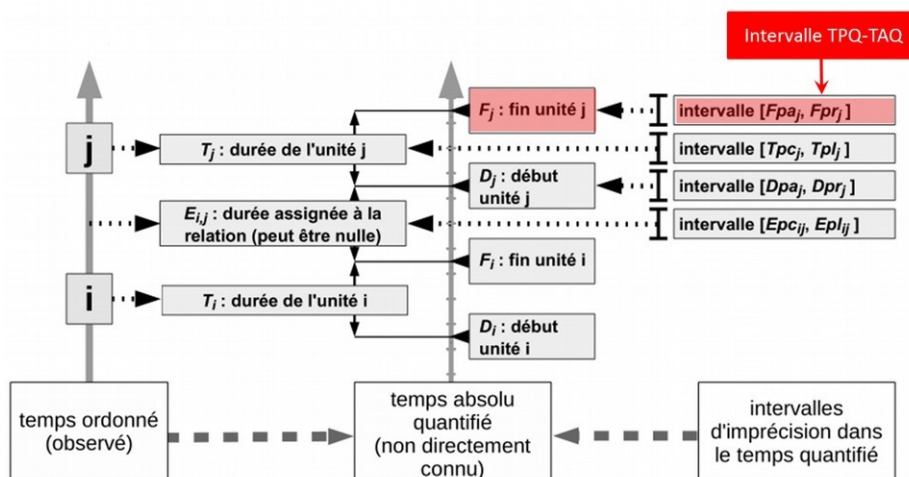 Intervalle TPQ-TAQ
F_j : fin unité j
intervalle [Fpa_j, Fpr_j ]
j
T_j : durée de l'unité j
intervalle [Tpc_j, Tpl_j ]
D_j : début
unité j
intervalle [Dpa_j, Dpr_j ]
E_i,j : durée assignée à la
relation (peut être nulle)
intervalle [Epc_ij, Epl_ij ]
F_i : fin unité i
i
T_i : durée de l'unité i
D_i : début
unité i
temps ordonné
(observé)
temps absolu
quantifié
(non directement
connu)
intervalles
d'imprécision dans
le temps quantifié